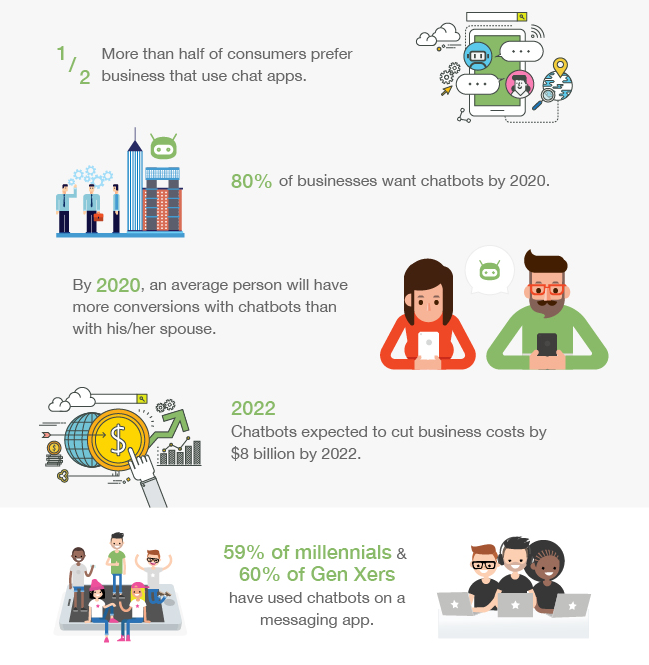 1/2
More than half of consumers prefer
business that use chat apps.
80% of businesses want chatbots by 2020.
By 2020, an average person will have
more conversions with chatbots than
with his/her spouse.
2022
Chatbots expected to cut business costs by
$8 billion by 2022.
$
59% of millennials &
60% of Gen Xers
have used chatbots on a
messaging app.